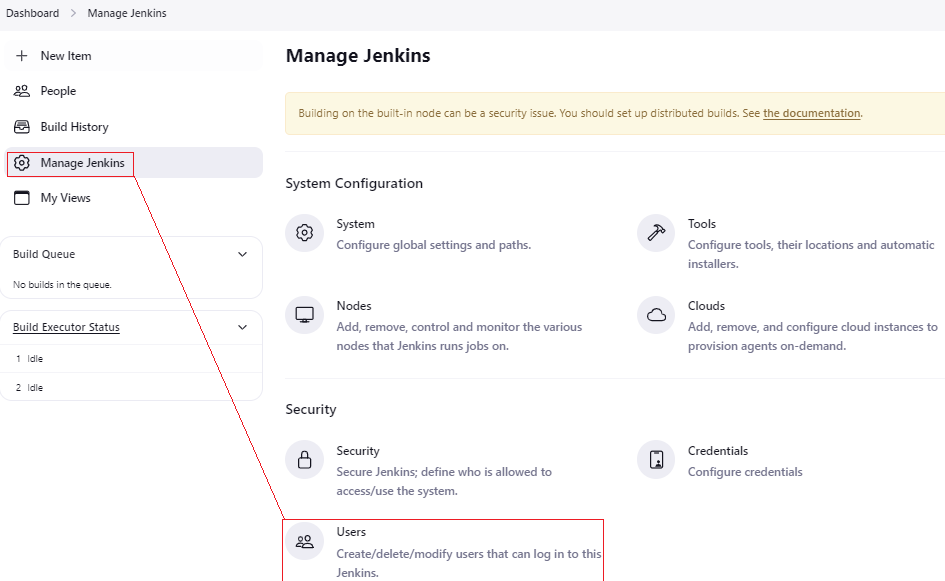 Dashboard > Manage Jenkins
New Item
People
Build History
Manage Jenkins
My Views
Build Queue
No builds in the queue.
Build Executor Status
1 Idle
2 Idle
Manage Jenkins
Building on the built-in node can be a security issue. You should set up distributed builds. See the documentation.
System Configuration
System
Configure global settings and paths.
Tools
Configure tools, their locations and automatic
installers.
Nodes
Add, remove, control and monitor the various
nodes that Jenkins runs jobs on.
Clouds
Add, remove, and configure cloud instances to
provision agents on-demand.
Security
Security
Secure Jenkins; define who is allowed to
access/use the system.
Credentials
Configure credentials
Users
Create/delete/modify users that can log in to this
Jenkins.